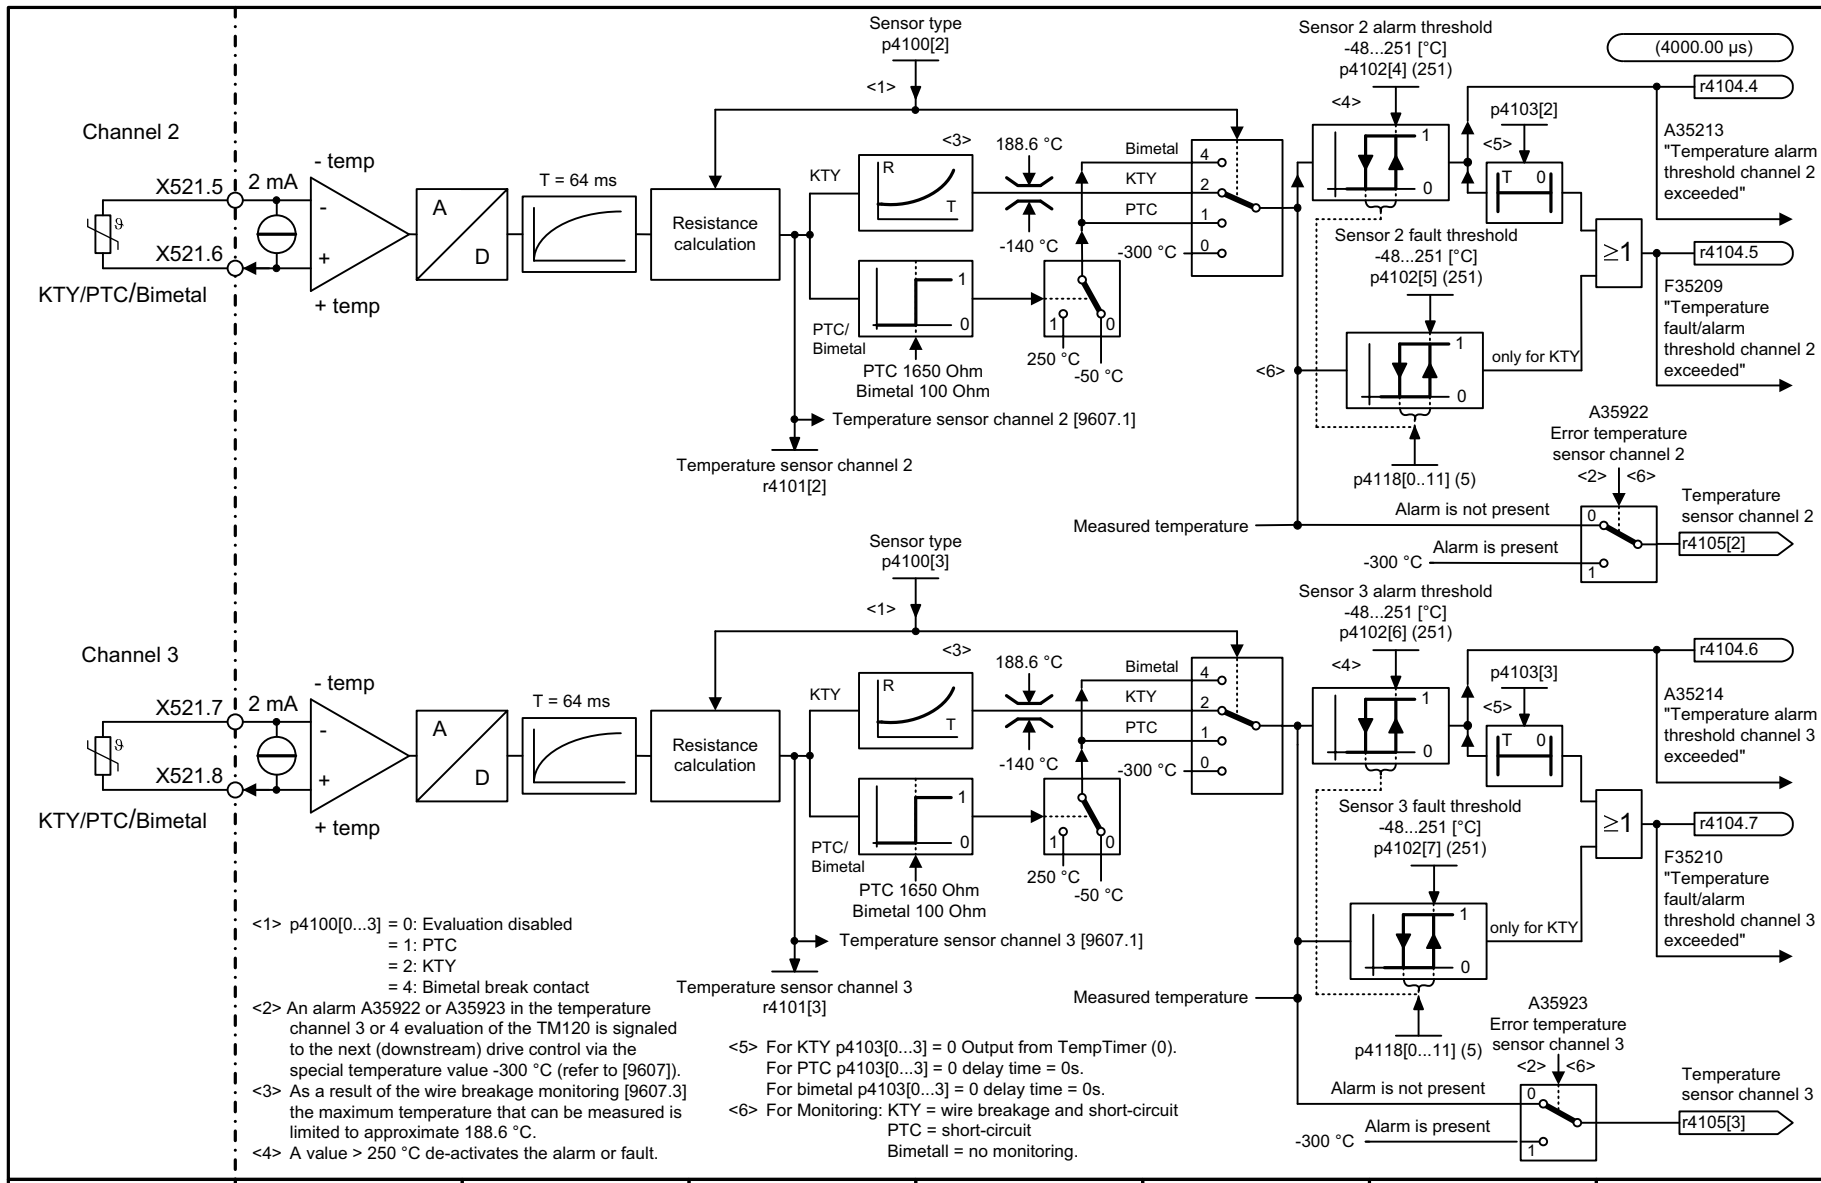 Sensor type
p4100[2]
<1>
Sensor 2 alarm threshold
-48...251 [°C]
p4102[4] (251)
<4>
(4000.00 µs)
r4104.4
p4103[2]
<5>
A35213
"Temperature alarm
threshold channel 2
exceeded"
Channel 2
- temp
X521.5
2 mA
-
+
X521.6
ϑ
KTY/PTC/Bimetal
+ temp
A
D
T = 64 ms
Resistance
calculation
KTY
<3>
R
T
188.6 °C
-140 °C
Bimetal
KTY
PTC
-300 °C
4
2
1
0
1
0
T 0
Sensor 2 fault threshold
-48...251 [°C]
p4102[5] (251)
≥1
r4104.5
F35209
"Temperature
fault/alarm
threshold channel 2
exceeded"
PTC/
Bimetal
1
0
PTC 1650 Ohm
Bimetal 100 Ohm
1
0
250 °C
-50 °C
<6>
1
0
only for KTY
Temperature sensor channel 2 [9607.1]
Temperature sensor channel 2
r4101[2]
p4118[0..11] (5)
A35922
Error temperature
sensor channel 2
<2> <6>
Measured temperature
Alarm is not present
Alarm is present
-300 °C
0
1
Temperature
sensor channel 2
r4105[2]
Sensor type
p4100[3]
<1>
Sensor 3 alarm threshold
-48...251 [°C]
p4102[6] (251)
<4>
r4104.6
p4103[3]
<5>
A35214
"Temperature alarm
threshold channel 3
exceeded"
Channel 3
- temp
X521.7
2 mA
-
+
X521.8
ϑ
KTY/PTC/Bimetal
+ temp
A
D
T = 64 ms
Resistance
calculation
KTY
<3>
R
T
188.6 °C
-140 °C
Bimetal
KTY
PTC
-300 °C
4
2
1
0
1
0
T 0
Sensor 3 fault threshold
-48...251 [°C]
p4102[7] (251)
≥1
r4104.7
F35210
"Temperature
fault/alarm
threshold channel 3
exceeded"
PTC/
Bimetal
1
0
PTC 1650 Ohm
Bimetal 100 Ohm
1
0
250 °C
-50 °C
1
0
only for KTY
Temperature sensor channel 3 [9607.1]
Temperature sensor channel 3
r4101[3]
p4118[0...11] (5)
A35923
Error temperature
sensor channel 3
<2> <6>
Measured temperature
Alarm is not present
Alarm is present
-300 °C
0
1
Temperature
sensor channel 3
r4105[3]
<1> p4100[0...3] = 0: Evaluation disabled
= 1: PTC
= 2: KTY
= 4: Bimetal break contact
<2> An alarm A35922 or A35923 in the temperature
channel 3 or 4 evaluation of the TM120 is signaled
to the next (downstream) drive control via the
special temperature value -300 °C (refer to [9607]).
<3> As a result of the wire breakage monitoring [9607.3]
the maximum temperature that can be measured is
limited to approximate 188.6 °C.
<4> A value > 250 °C de-activates the alarm or fault.
<5> For KTY p4103[0...3] = 0 Output from TempTimer (0).
For PTC p4103[0...3] = 0 delay time = 0s.
For bimetal p4103[0...3] = 0 delay time = 0s.
<6> For Monitoring: KTY = wire breakage and short-circuit
PTC = short-circuit
Bimetall = no monitoring.